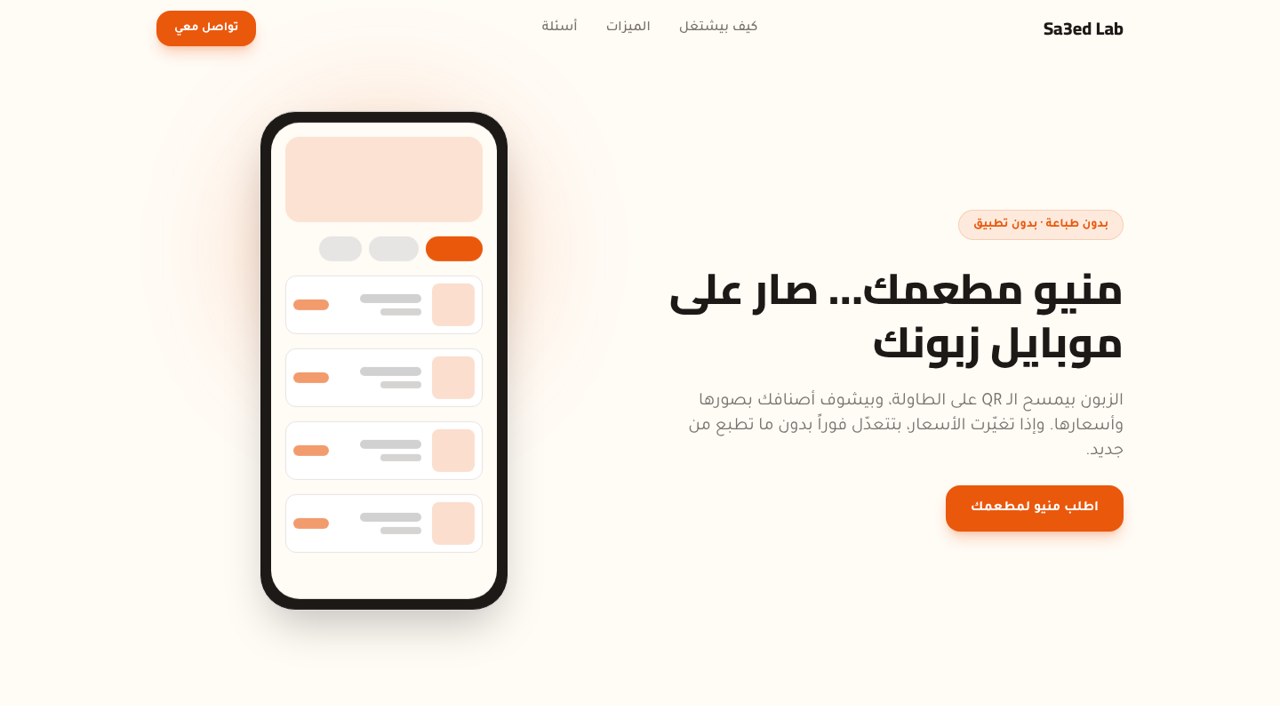 Sa3ed Lab
كيف بيشتغل
الميزات
أسئلة
تواصل معي
بدون طباعة · بدون تطبيق
منيو مطعمك... صار على
موبايل زبونك
الزبون بيمسح الـ QR على الطاولة، وبيشوف أصنافك بصورها
وأسعارها. وإذا تغيّرت الأسعار، بتتعدّل فوراً بدون ما تطبع من
جديد.
اطلب منيو لمطعمك